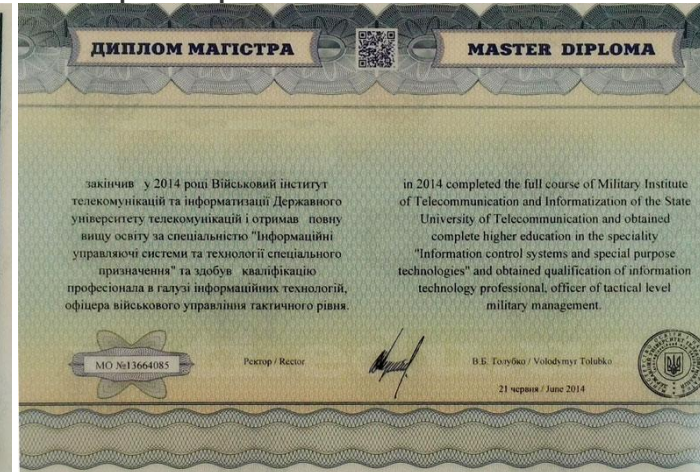 ДИПЛОМ МАГІСТРА
закінчив у 2014 році Військовий інститут
телекомунікацій та інформатизації Державного
університету телекомунікацій і отримав повну
вищу освіту за спеціальністю "Інформаційні
управляючі системи та технології спеціального
призначення" та здобув кваліфікацію
професіонала в галузі інформаційних технологій,
офіцера військового управління тактичного рівня.
MASTER DIPLOMA
in 2014 completed the full course of Military Institute
of Telecommunication and Informatization of the State
University of Telecommunication and obtained
complete higher education in the speciality
"Information control systems and special purpose
technologies" and obtained qualification of information
technology professional, officer of tactical level
military management.
МО №13664085
Ректор / Rector
В.Б. Толубко / Volodymyr Tolubko
21 червня / June 2014